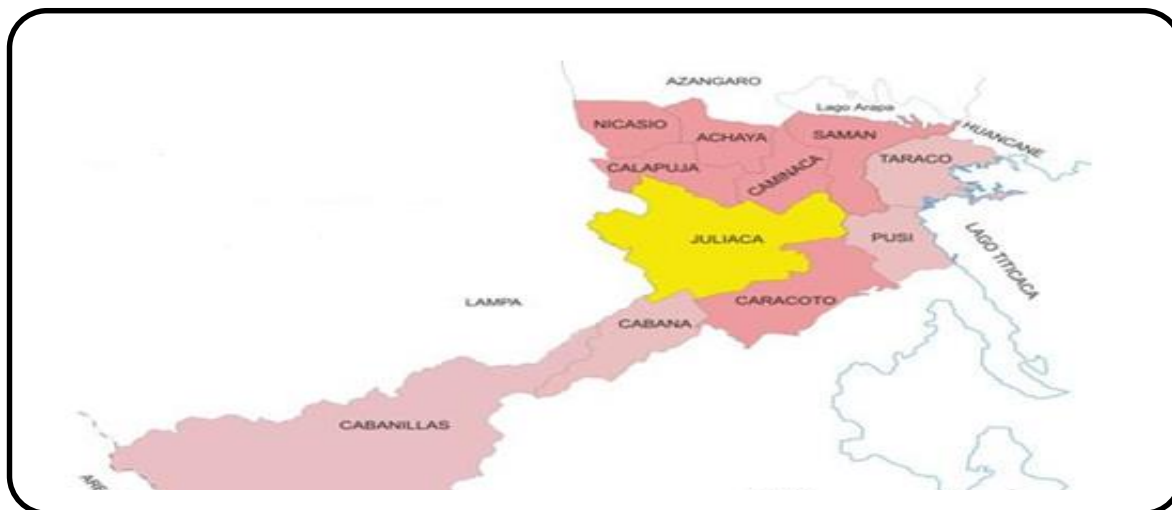 AZANGARO
Lago Arapa
NICASIO
ACHAYA
SAMAN
HUANCANE
CALAPUJA
CAMINACA
TARACO
JULIACA
PUSI
LAGO TITICACA
LAMPA
CARACOTO
CABANA
CABANILLAS